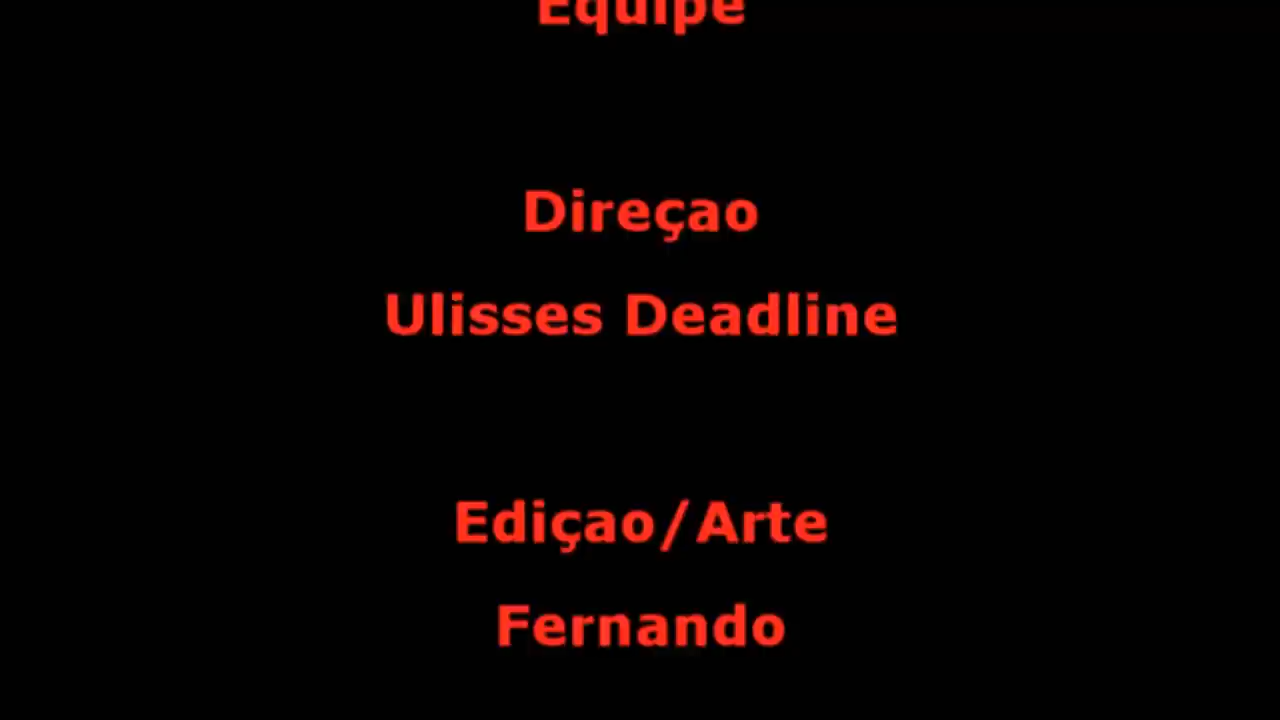 Equipe
Direçao
Ulisses Deadline
Ediçao/Arte
Fernando